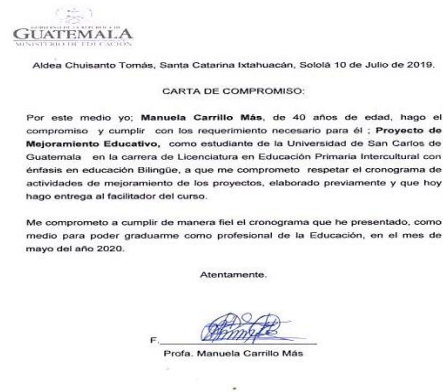 GOBIERNO DE LA REPÚBLICA DE
GUATEMALA
MINISTERIO DE EDUCACIÓN
Aldea Chuisanto Tomás, Santa Catarina Ixtahuacán, Sololá 10 de Julio de 2019.
CARTA DE COMPROMISO:
Por este medio yo; Manuela Carrillo Más, de 40 años de edad, hago el
compromiso y cumplir con los requerimiento necesario para él ; Proyecto de
Mejoramiento Educativo, como estudiante de la Universidad de San Carlos de
Guatemala en la carrera de Licenciatura en Educación Primaria Intercultural con
énfasis en educación Bilingüe, a que me comprometo respetar el cronograma de
actividades de mejoramiento de los proyectos, elaborado previamente y que hoy
hago entrega al facilitador del curso.
Me comprometo a cumplir de manera fiel el cronograma que he presentado, como
medio para poder graduarme como profesional de la Educación, en el mes de
mayo del año 2020.
Atentamente.
F.
Profa. Manuela Carrillo Más